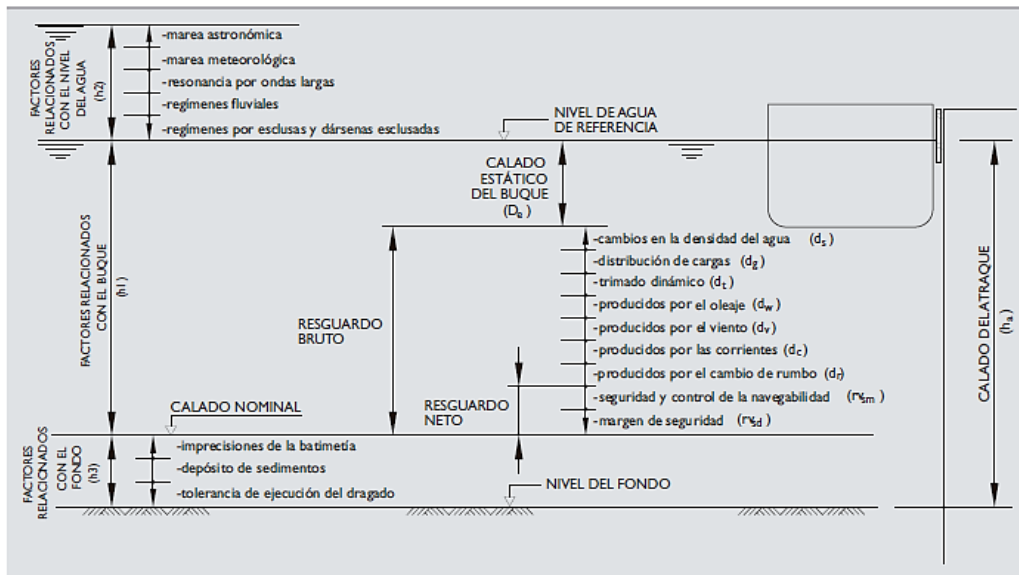 FACTORES
RELACIONADOS
CON EL NIVEL
DEL AGUA
(h2)
-marea astronómica
-marea meteorológica
-resonancia por ondas largas
-regímenes fluviales
-regímenes por esclusas y dársenas esclusadas
NIVEL DE AGUA
DE REFERENCIA
CALADO
ESTÁTICO
DEL BUQUE
(Dₑ)
FACTORES RELACIONADOS
CON EL BUQUE
(h1)
RESGUARDO
BRUTO
-cambios en la densidad del agua (dₛ)
-distribución de cargas (d_g)
-trimado dinámico (dₜ)
-producidos por el oleaje (d_w)
-producidos por el viento (dᵥ)
-producidos por las corrientes (d_c)
-producidos por el cambio de rumbo (dᵣ)
-seguridad y control de la navegabilidad
-margen de seguridad
RESGUARDO
NETO
CALADO NOMINAL
FACTORES
RELACIONADOS
CON EL
FONDO
(h3)
-imprecisiones de la batimetía
-depósito de sedimentos
-tolerancia de ejecución del dragado
NIVEL DEL FONDO
CALADO DELATRAQUE
(hₐ)